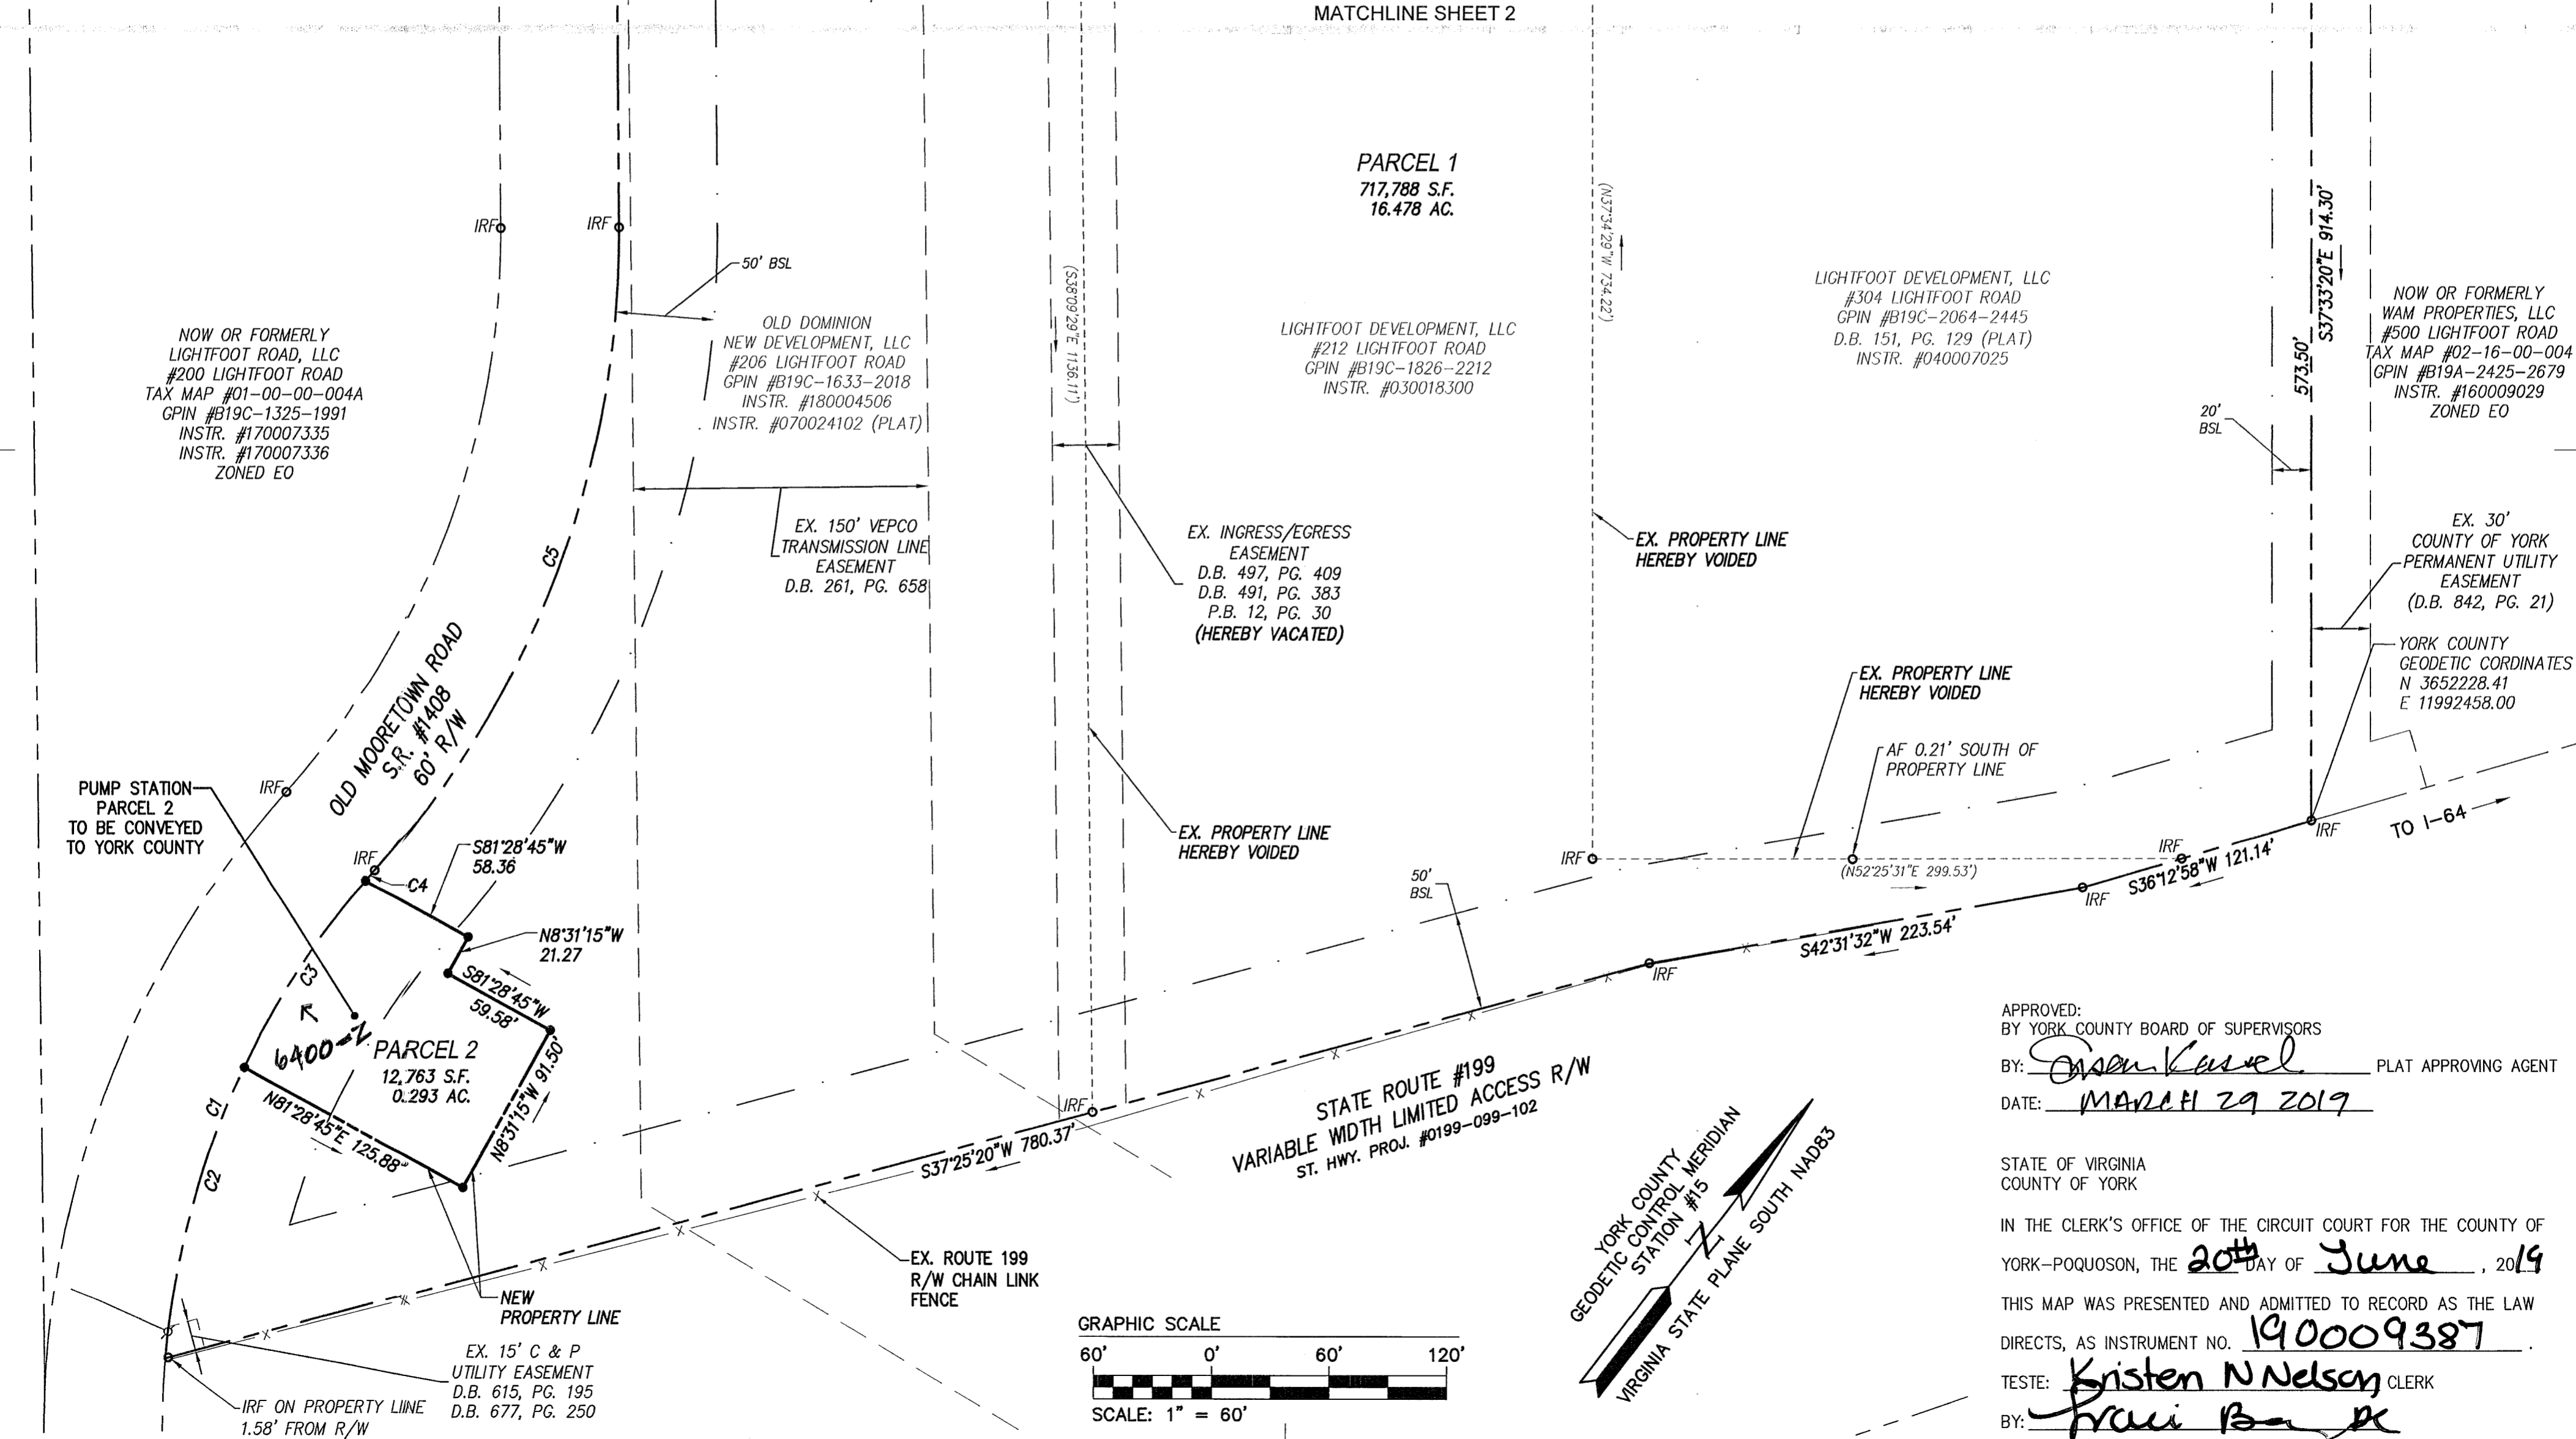 MATCHLINE SHEET 2
PARCEL 1
717,788 S.F.
16.478 AC.
IRF
IRF
50' BSL
NOW OR FORMERLY
LIGHTFOOT ROAD, LLC
#200 LIGHTFOOT ROAD
TAX MAP #01-00-00-004A
GPIN #B19C-1325-1991
INSTR. #170007335
INSTR. #170007336
ZONED EO
OLD DOMINION
NEW DEVELOPMENT, LLC
#206 LIGHTFOOT ROAD
GPIN #B19C-1633-2018
INSTR. #180004506
INSTR. #070024102 (PLAT)
(S38°09'29"E 1136.11')
LIGHTFOOT DEVELOPMENT, LLC
#212 LIGHTFOOT ROAD
GPIN #B19C-1826-2212
INSTR. #030018300
(N37°34'29"W 734.22')
LIGHTFOOT DEVELOPMENT, LLC
#304 LIGHTFOOT ROAD
GPIN #B19C-2064-2445
D.B. 151, PG. 129 (PLAT)
INSTR. #040007025
S37°33'20"E 914.30'
573.50'
20'
BSL
NOW OR FORMERLY
WAM PROPERTIES, LLC
#500 LIGHTFOOT ROAD
TAX MAP #02-16-00-004
GPIN #B19A-2425-2679
INSTR. #160009029
ZONED EO
EX. 150' VEPCO
TRANSMISSION LINE
EASEMENT
D.B. 261, PG. 658
EX. INGRESS/EGRESS
EASEMENT
D.B. 497, PG. 409
D.B. 491, PG. 383
P.B. 12, PG. 30
(HEREBY VACATED)
EX. PROPERTY LINE
HEREBY VOIDED
EX. 30'
COUNTY OF YORK
PERMANENT UTILITY
EASEMENT
(D.B. 842, PG. 21)
YORK COUNTY
GEODETIC CORDINATES
N 3652228.41
E 11992458.00
C5
OLD MOORETOWN ROAD
S.R. #1408
60' R/W
EX. PROPERTY LINE
HEREBY VOIDED
AF 0.21' SOUTH OF
PROPERTY LINE
IRF
PUMP STATION
PARCEL 2
TO BE CONVEYED
TO YORK COUNTY
IRF
C4
S81°28'45"W
58.36
N8°31'15"W
21.27
EX. PROPERTY LINE
HEREBY VOIDED
IRF
(N52°25'31"E 299.53')
IRF
IRF
TO I-64
S36°12'58"W 121.14'
IRF
50'
BSL
S42°31'32"W 223.54'
IRF
C3
S81°28'45"W
59.58'
6400-Z
PARCEL 2
12,763 S.F.
0.293 AC.
N8°31'15"W 91.50'
N81°28'45"E 125.88'
C1
C2
IRF
S37°25'20"W 780.37'
STATE ROUTE #199
VARIABLE WIDTH LIMITED ACCESS R/W
ST. HWY. PROJ. #0199-099-102
EX. ROUTE 199
R/W CHAIN LINK
FENCE
NEW
PROPERTY LINE
EX. 15' C & P
UTILITY EASEMENT
D.B. 615, PG. 195
D.B. 677, PG. 250
IRF ON PROPERTY LIINE
1.58' FROM R/W
GRAPHIC SCALE
60' 0' 60' 120'
SCALE: 1" = 60'
YORK COUNTY
GEODETIC CONTROL MERIDIAN
STATION #15
N
VIRGINIA STATE PLANE SOUTH NAD83
APPROVED:
BY YORK COUNTY BOARD OF SUPERVISORS
BY: Susan Kassel PLAT APPROVING AGENT
DATE: MARCH 29 2019
STATE OF VIRGINIA
COUNTY OF YORK
IN THE CLERK'S OFFICE OF THE CIRCUIT COURT FOR THE COUNTY OF
YORK-POQUOSON, THE 20th DAY OF June, 2019
THIS MAP WAS PRESENTED AND ADMITTED TO RECORD AS THE LAW
DIRECTS, AS INSTRUMENT NO. 190009387.
TESTE: Kristen N Nelson CLERK
BY: Traci